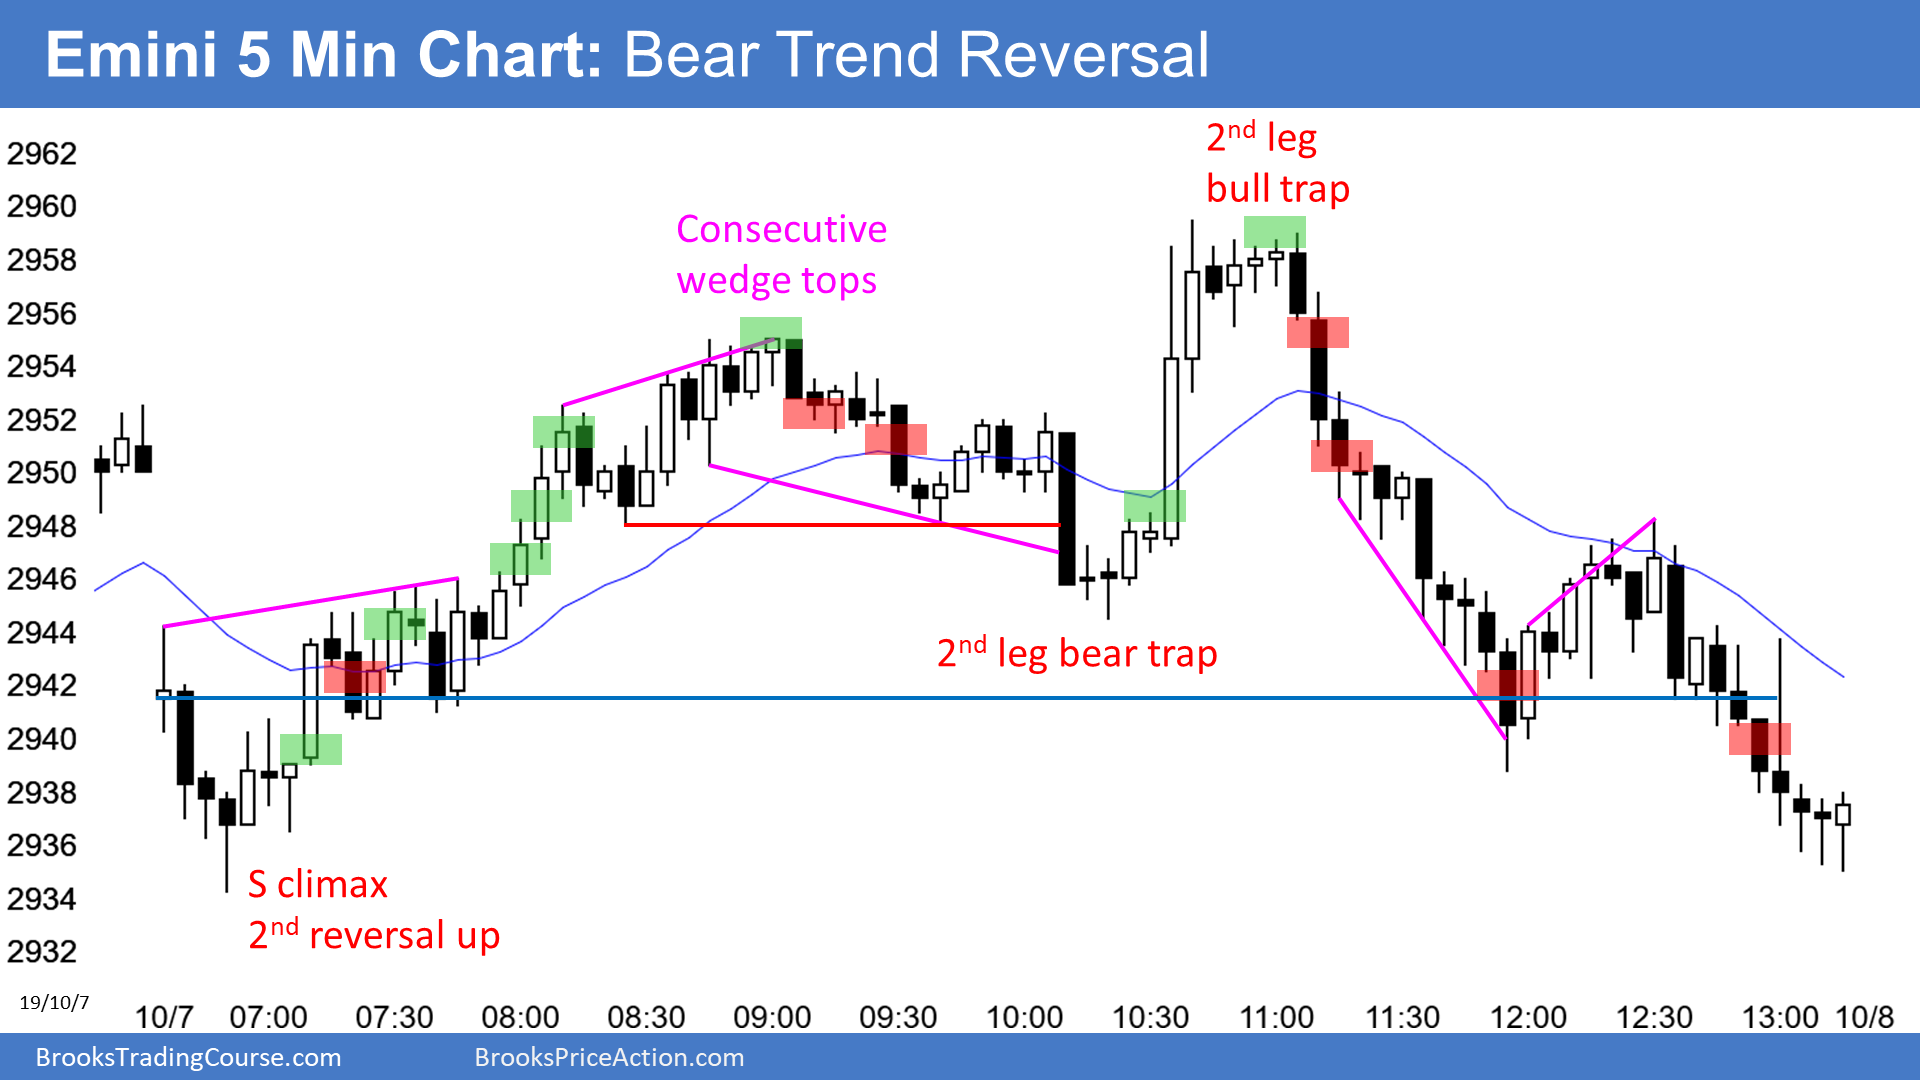 Emini 5 Min Chart: Bear Trend Reversal
2nd leg
bull trap
Consecutive
wedge tops
2nd leg bear trap
S climax
2nd reversal up
2962
2960
2958
2956
2954
2952
2950
2948
2946
2944
2942
2940
2938
2936
2934
2932
19/10/7
10/7 07:00 07:30 08:00 08:30 09:00 09:30 10:00 10:30 11:00 11:30 12:00 12:30 13:00 10/8
BrooksTradingCourse.com BrooksPriceAction.com